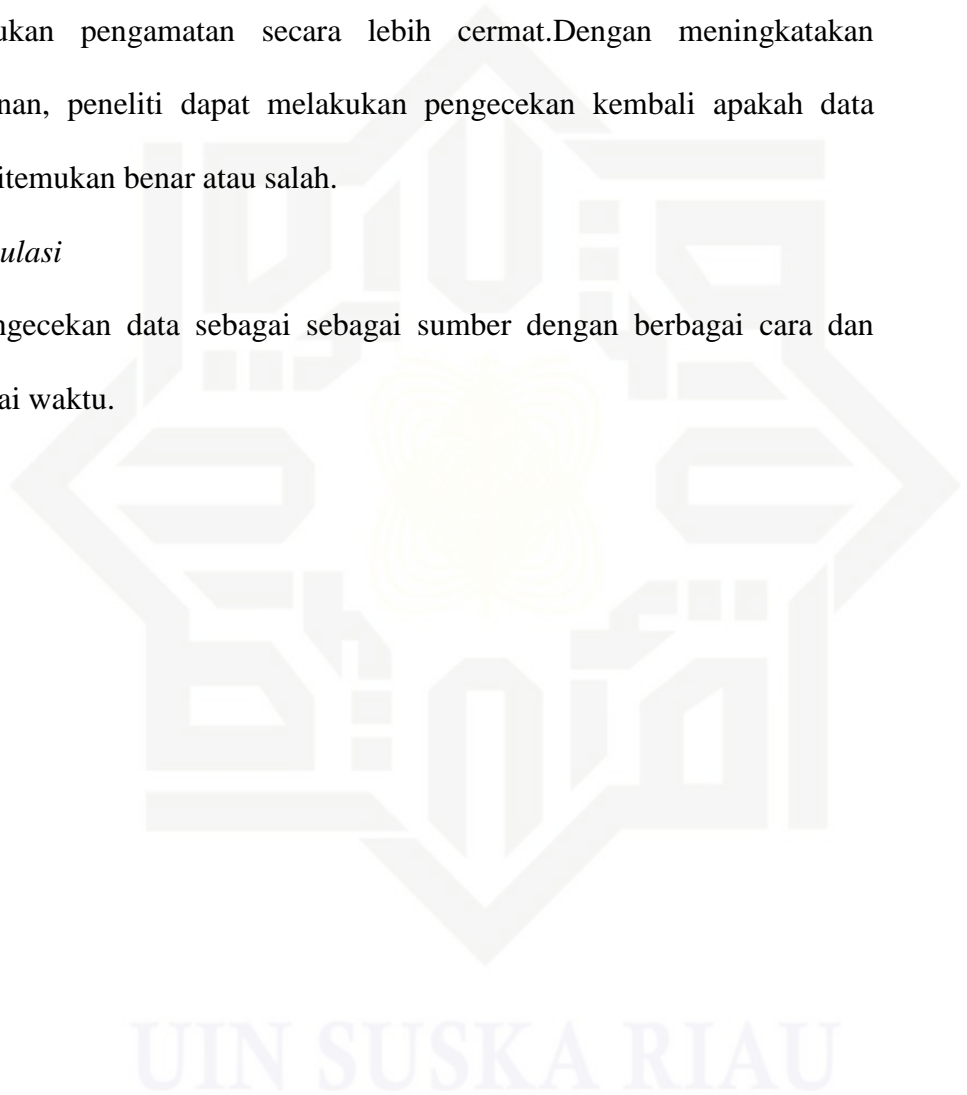 ukan pengamatan secara lebih cermat.Dengan meningkatakan
nan, peneliti dapat melakukan pengecekan kembali apakah data
itemukan benar atau salah.
ulasi
ngecekan data sebagai sebagai sumber dengan berbagai cara dan
ai waktu.
UIN SUSKA RIAU